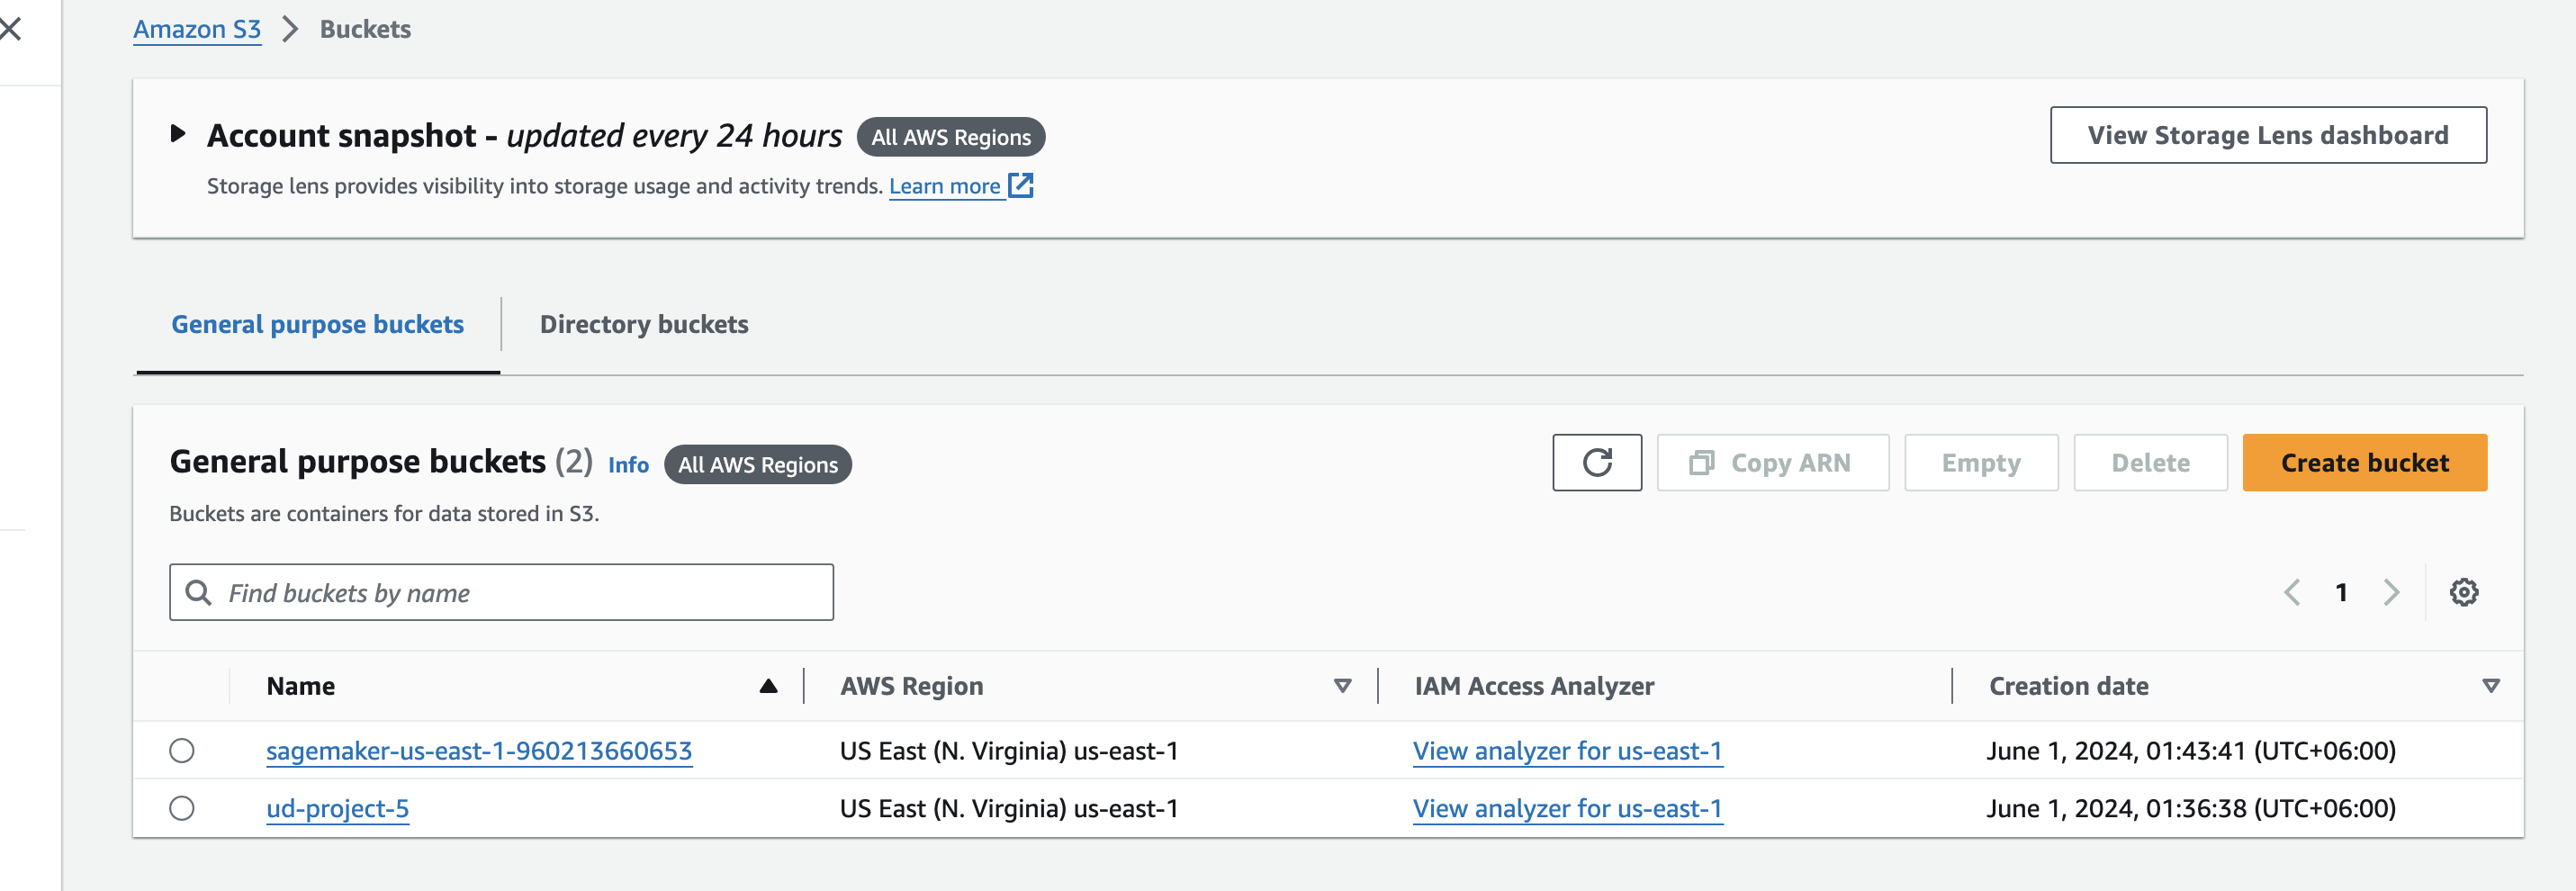 Amazon S3 > Buckets
Account snapshot - updated every 24 hours All AWS Regions
View Storage Lens dashboard
Storage lens provides visibility into storage usage and activity trends. Learn more
General purpose buckets
Directory buckets
General purpose buckets (2) Info All AWS Regions
Copy ARN
Empty
Delete
Create bucket
Buckets are containers for data stored in S3.
Find buckets by name
1
Name AWS Region IAM Access Analyzer Creation date
sagemaker-us-east-1-960213660653 US East (N. Virginia) us-east-1 View analyzer for us-east-1 June 1, 2024, 01:43:41 (UTC+06:00)
ud-project-5 US East (N. Virginia) us-east-1 View analyzer for us-east-1 June 1, 2024, 01:36:38 (UTC+06:00)